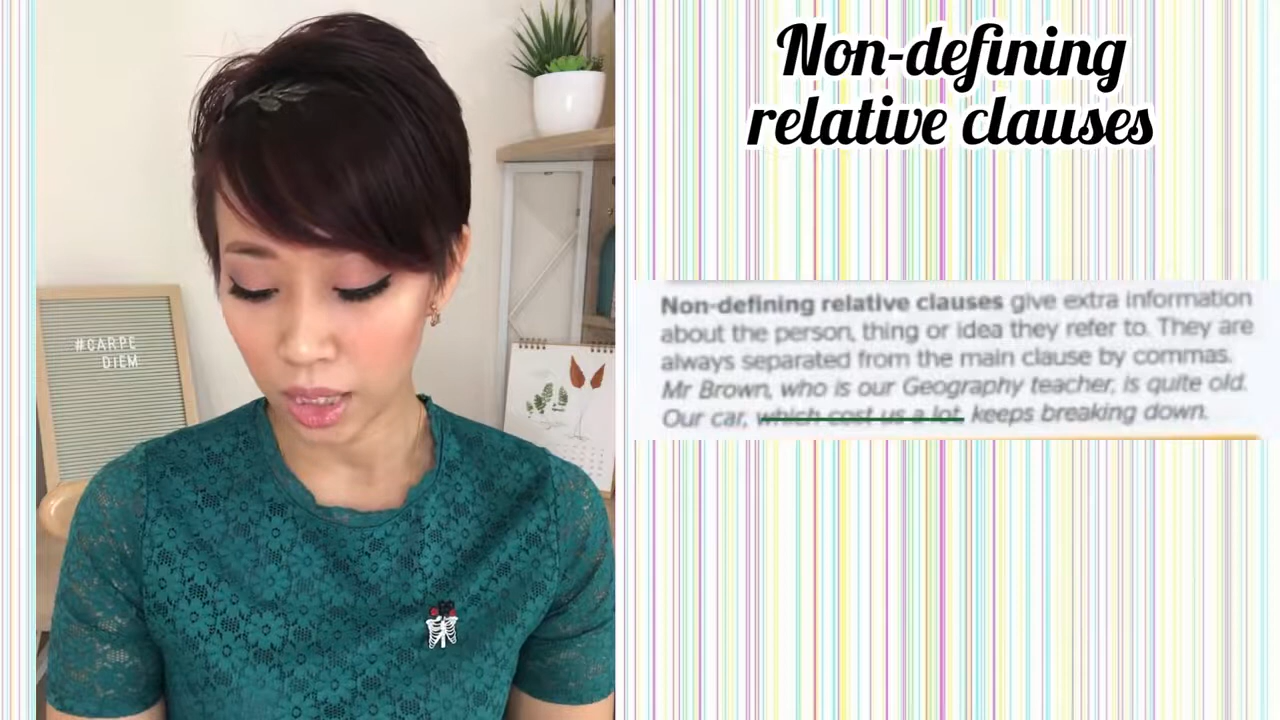 Non-defining
relative clauses
#CARPE
DIEM
Non-defining relative clauses give extra information
about the person, thing or idea they refer to. They are
always separated from the main clause by commas.
Mr Brown, who is our Geography teacher, is quite old.
Our car, which cost us a lot keeps breaking down.